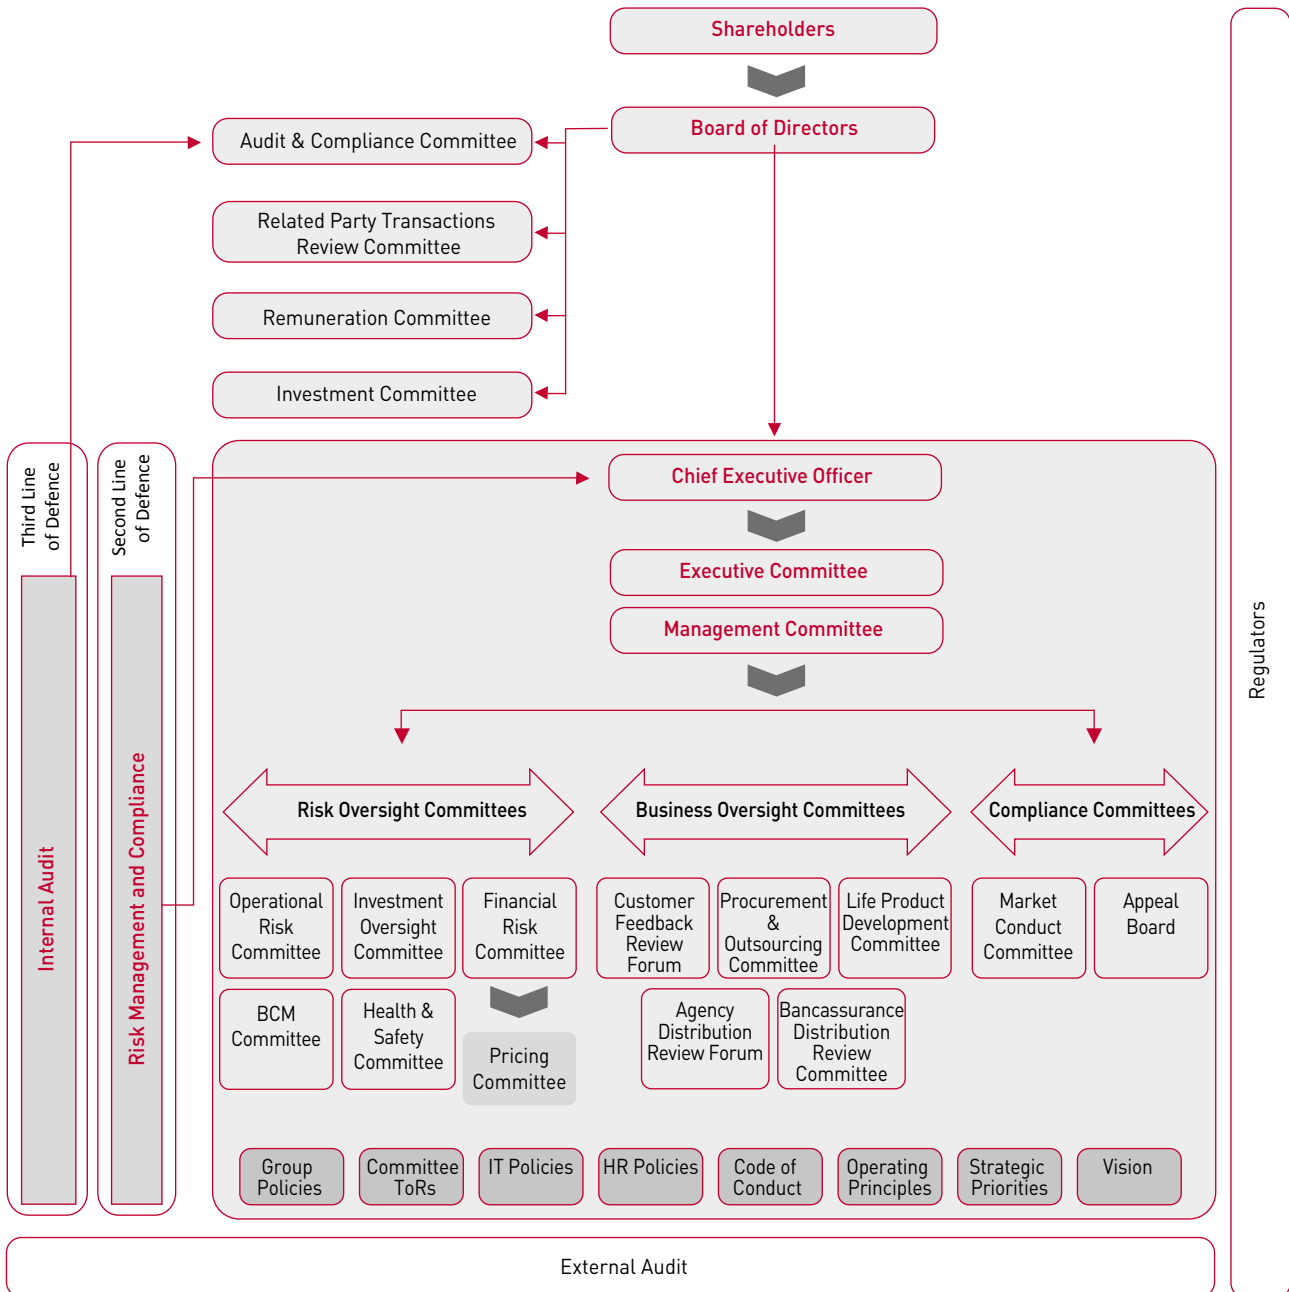 Shareholders
Board of Directors
Audit & Compliance Committee
Related Party Transactions
Review Committee
Remuneration Committee
Investment Committee
Third Line
of Defence
Internal Audit
Second Line
of Defence
Risk Management and Compliance
Chief Executive Officer
Executive Committee
Management Committee
Risk Oversight Committees
Business Oversight Committees
Compliance Committees
Operational
Risk
Committee
Investment
Oversight
Committee
Financial
Risk
Committee
Customer
Feedback
Review
Forum
Procurement
&
Outsourcing
Committee
Life Product
Development
Committee
Market
Conduct
Committee
Appeal
Board
BCM
Committee
Health &
Safety
Committee
Pricing
Committee
Agency
Distribution
Review Forum
Bancassurance
Distribution
Review
Committee
Group
Policies
Committee
ToRs
IT Policies
HR Policies
Code of
Conduct
Operating
Principles
Strategic
Priorities
Vision
External Audit
Regulators